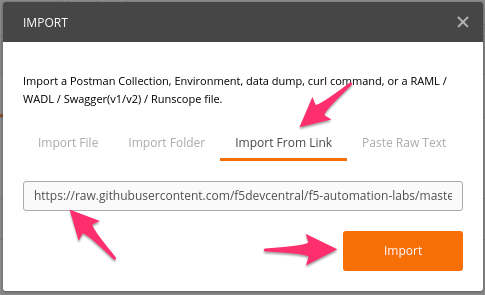 IMPORT
Import a Postman Collection, Environment, data dump, curl command, or a RAML /
WADL / Swagger(v1/v2) / Runscope file.
Import File Import Folder Import From Link Paste Raw Text
https://raw.githubusercontent.com/f5devcentral/f5-automation-labs/maste
Import